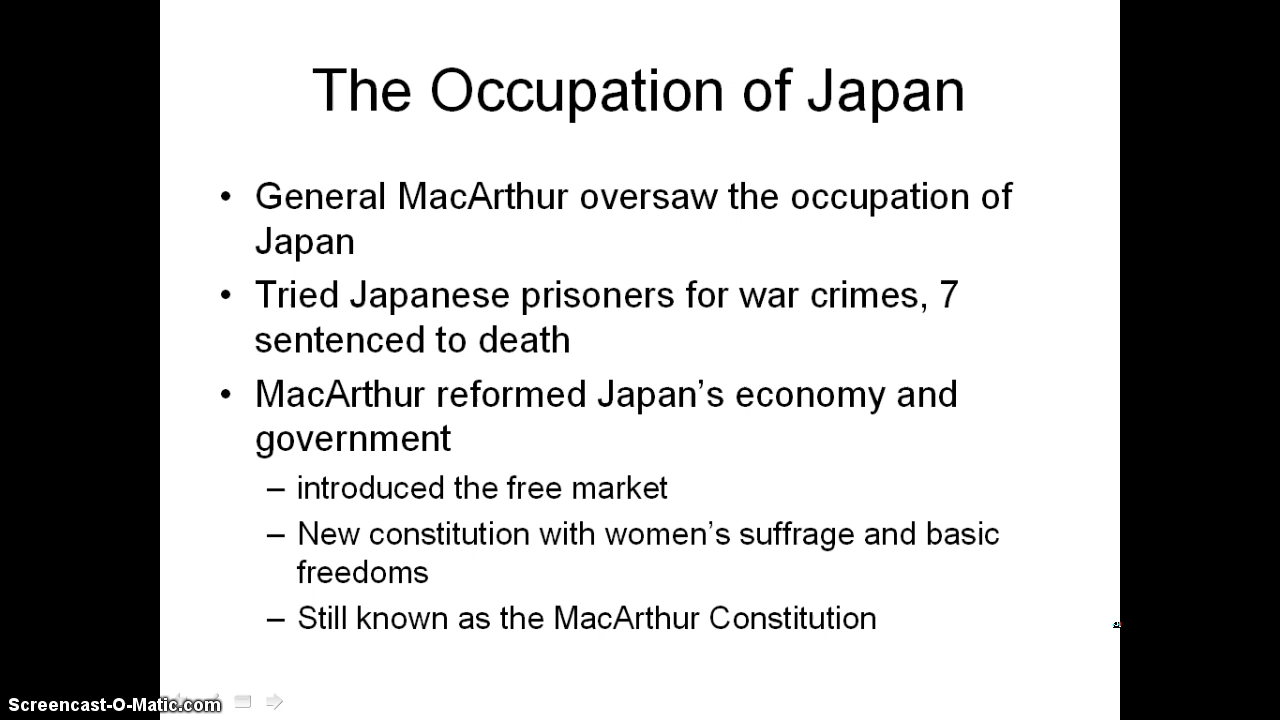 The Occupation of Japan
• General MacArthur oversaw the occupation of
Japan
• Tried Japanese prisoners for war crimes, 7
sentenced to death
• MacArthur reformed Japan’s economy and
government
– introduced the free market
– New constitution with women’s suffrage and basic
freedoms
– Still known as the MacArthur Constitution
Screencast-O-Matic.com